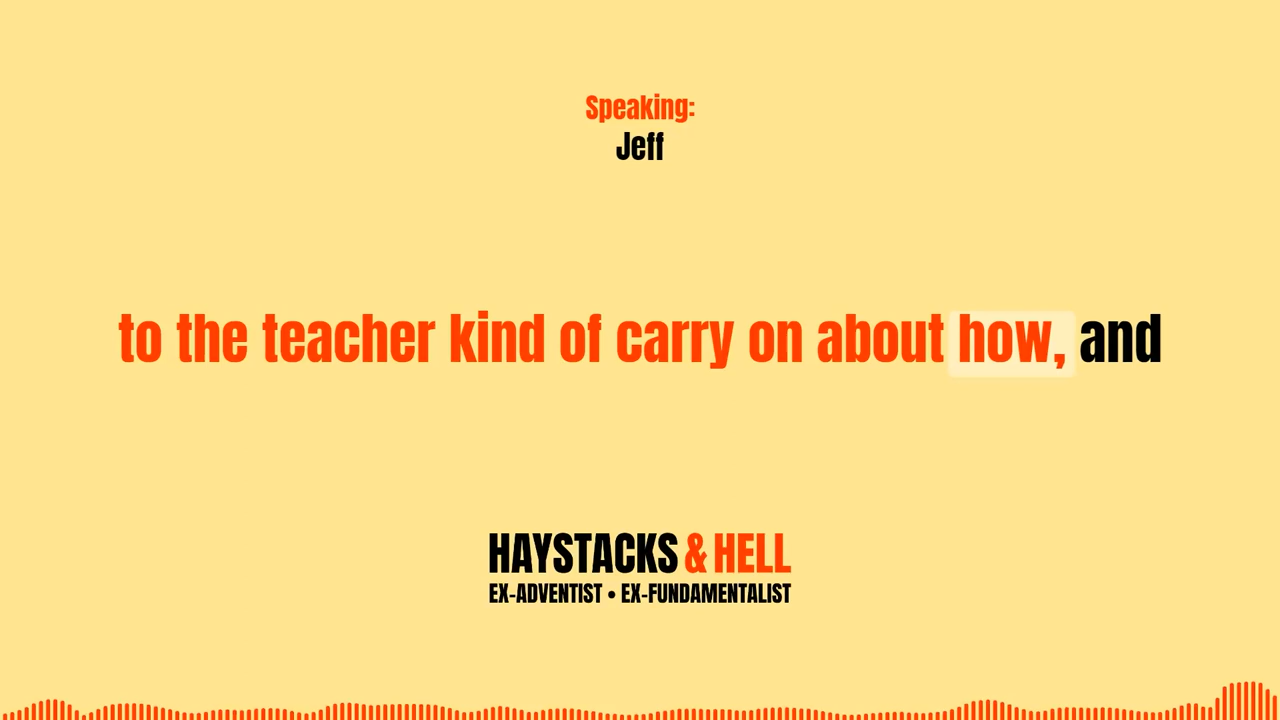 Speaking:
Jeff
to the teacher kind of carry on about how, and
HAYSTACKS & HELL
EX-ADVENTIST • EX-FUNDAMENTALIST